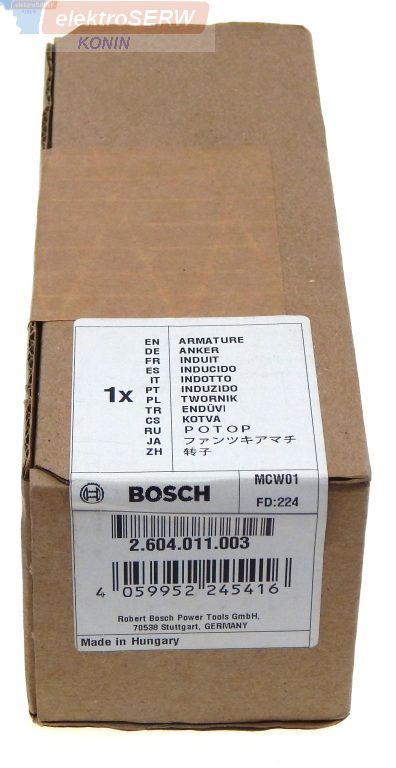 elektroSERW
KONIN
1x
EN ARMATURE
DE ANKER
FR INDUIT
ES INDUCIDO
IT INDOTTO
PT INDUZIDO
PL TWORNIK
TR ENDÜVI
CS KOTVA
RU РОТОР
JA ファンツキアマチ
ZH 转子
BOSCH
MCW01
FD:224
2.604.011.003
4 059952 245416
Robert Bosch Power Tools GmbH,
70538 Stuttgart, GERMANY
Made in Hungary